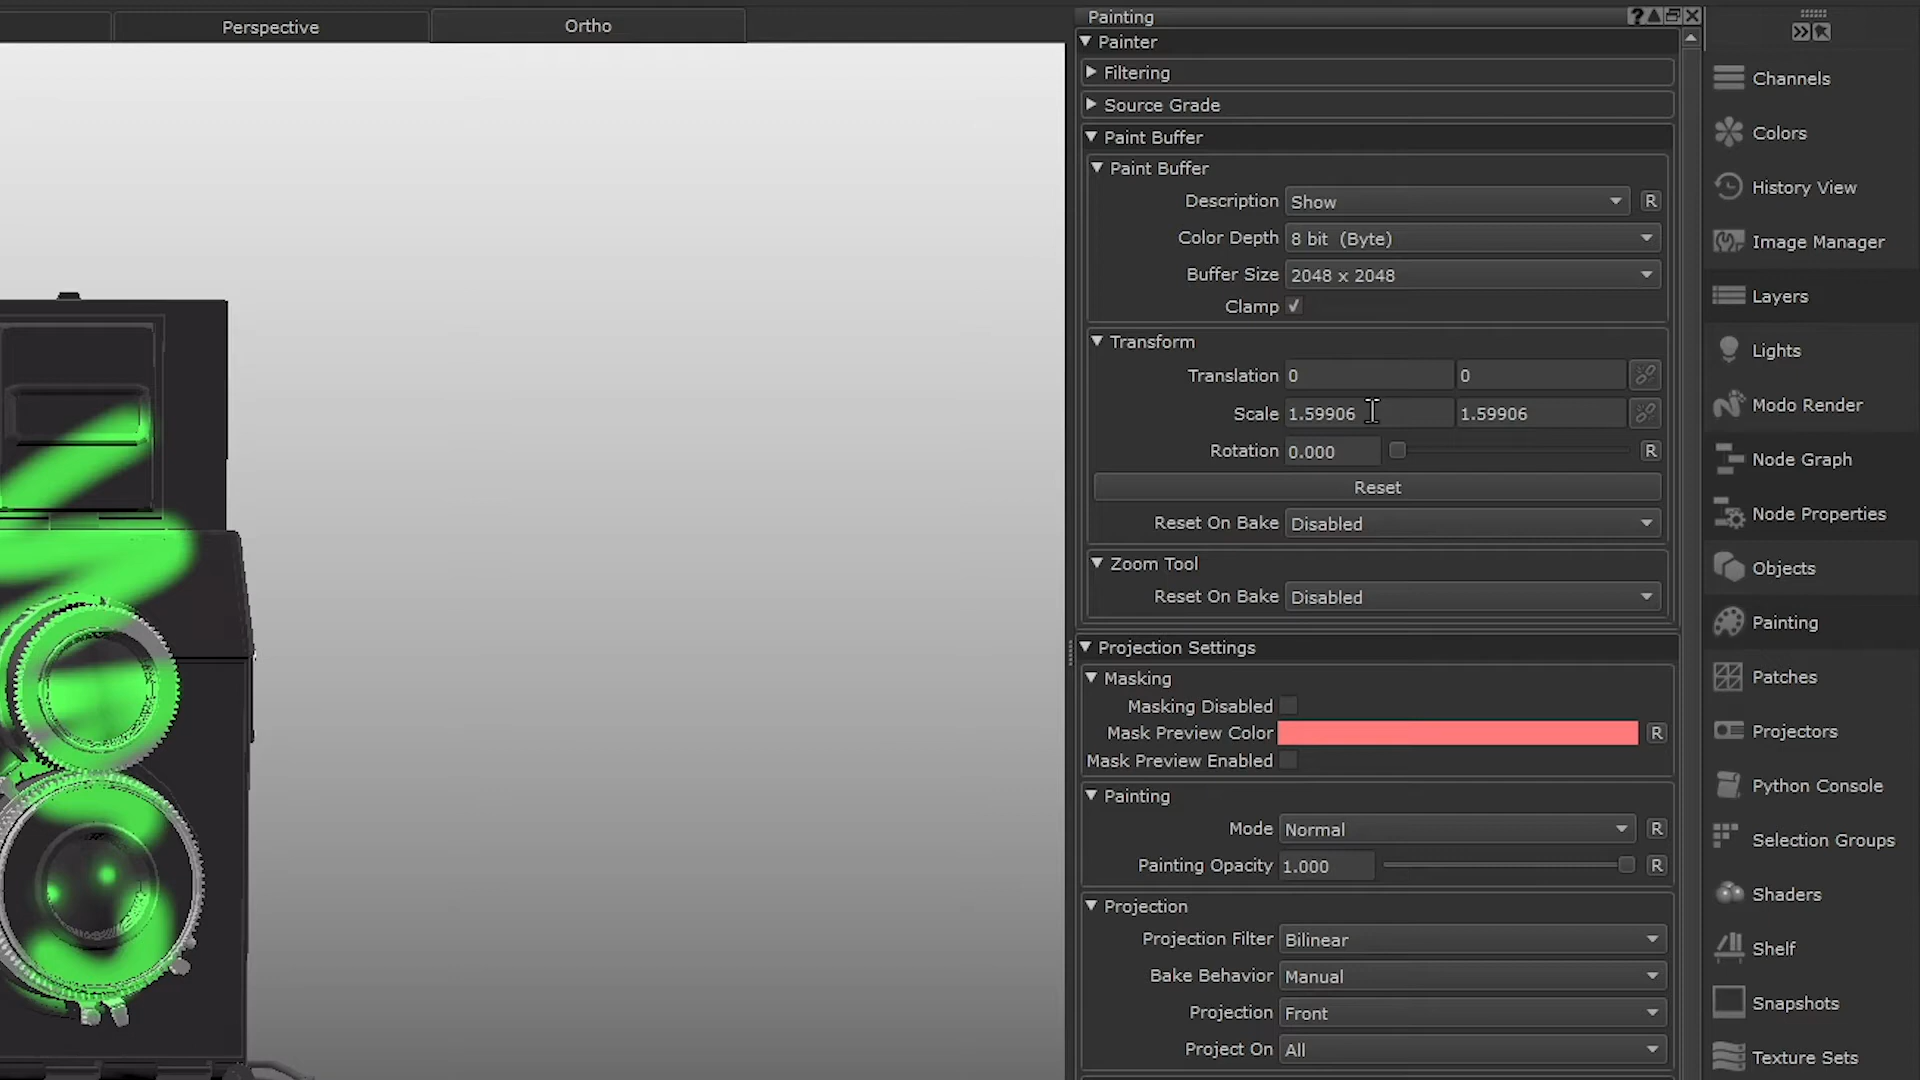 Perspective
Ortho
Painting
Painter
Filtering
Source Grade
Paint Buffer
Paint Buffer
Description Show R
Color Depth 8 bit (Byte)
Buffer Size 2048 x 2048
Clamp
Transform
Translation 0 0
Scale 1.59906 1.59906
Rotation 0.000 R
Reset
Reset On Bake Disabled
Zoom Tool
Reset On Bake Disabled
Projection Settings
Masking
Masking Disabled
Mask Preview Color R
Mask Preview Enabled
Painting
Mode Normal R
Painting Opacity 1.000 R
Projection
Projection Filter Bilinear
Bake Behavior Manual
Projection Front
Project On All
Channels
Colors
History View
Image Manager
Layers
Lights
Modo Render
Node Graph
Node Properties
Objects
Painting
Patches
Projectors
Python Console
Selection Groups
Shaders
Shelf
Snapshots
Texture Sets